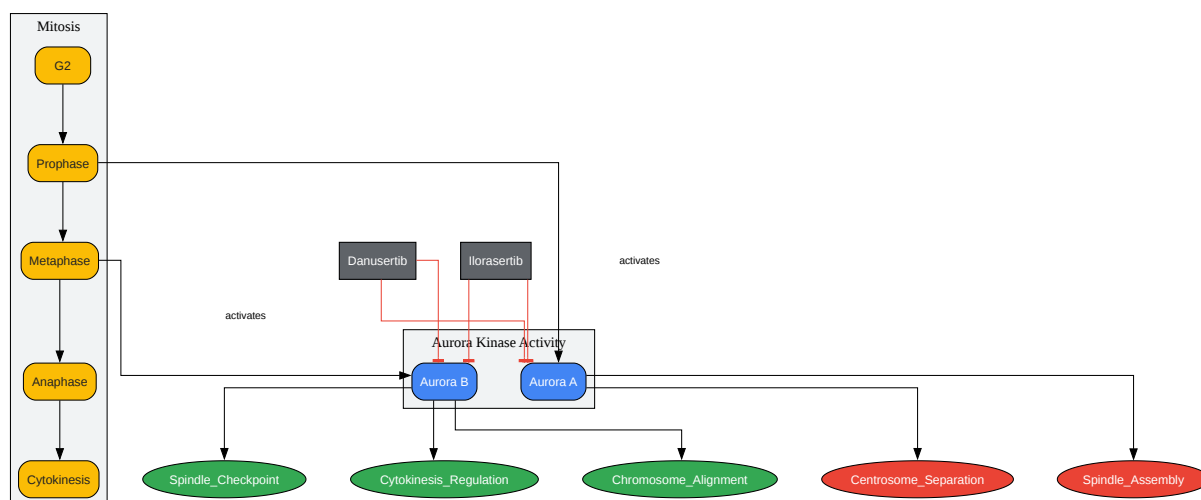 Mitosis
G2
Prophase
Metaphase
Danusertib
Ilorasertib
activates
activates
Aurora Kinase Activity
Anaphase
Aurora B
Aurora A
Cytokinesis
Spindle_Checkpoint
Cytokinesis_Regulation
Chromosome_Alignment
Centrosome_Separation
Spindle_Assembly